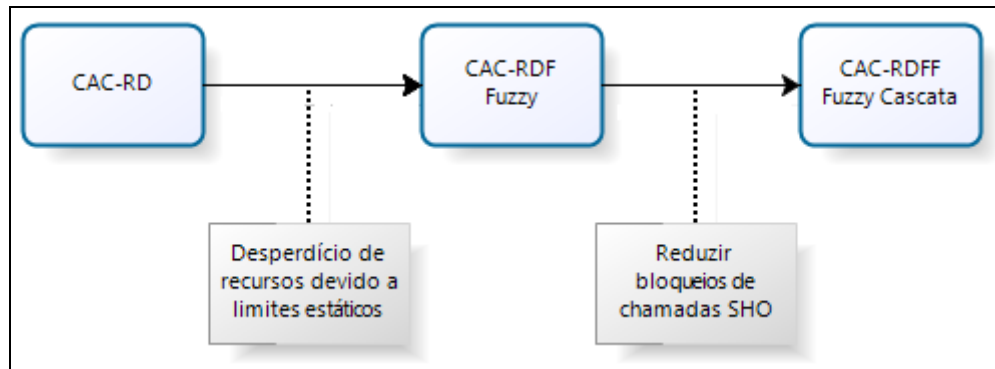 CAC-RD
CAC-RDF
Fuzzy
CAC-RDFF
Fuzzy Cascata
Desperdício de
recursos devido a
limites estáticos
Reduzir
bloqueios de
chamadas SHO